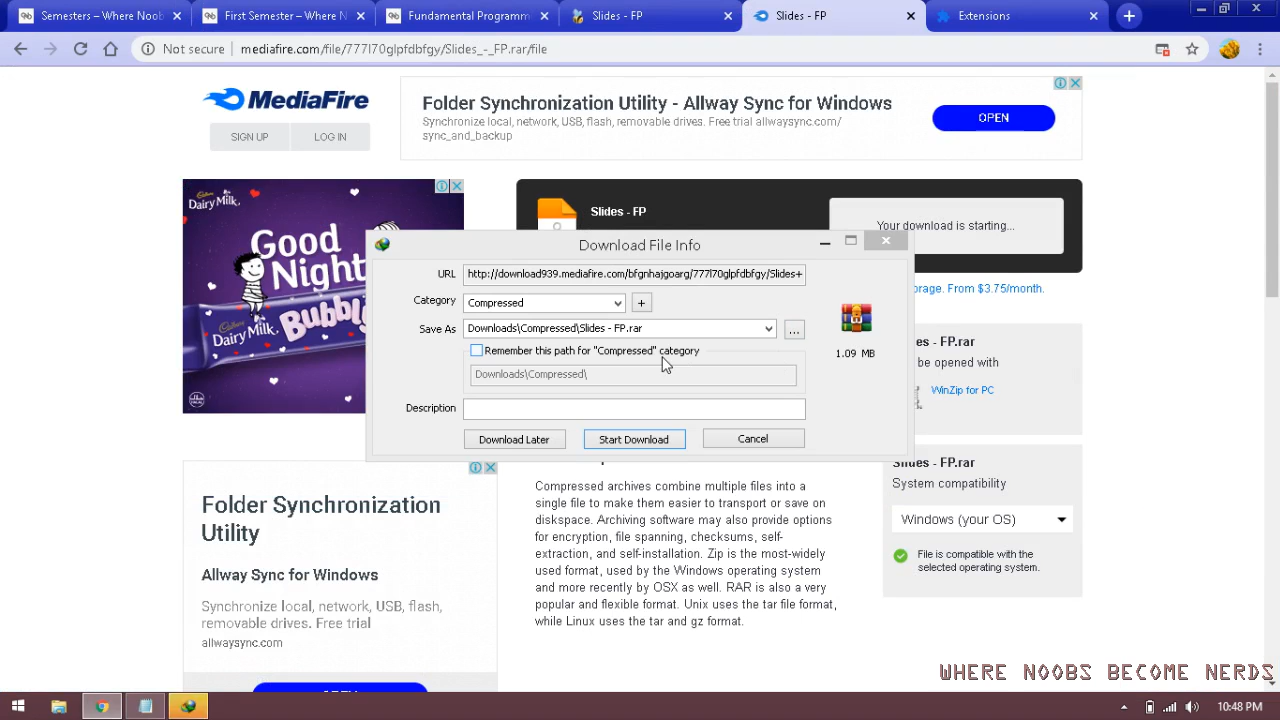 Semesters – Where Noob
First Semester – Where N
Fundamental Programm
Slides - FP
Slides - FP
Extensions
Not secure
mediafire.com/file/777l70glpfdbfgy/Slides_-_FP.rar/file
MediaFire
SIGN UP
LOG IN
Folder Synchronization Utility - Allway Sync for Windows
Synchronize local, network, USB, flash, removable drives. Free trial allwaysync.com/
sync_and_backup
OPEN
Cadbury
Dairy Milk
Good
Night
Dairy Milk
Bubbl
Slides - FP
Your download is starting...
Download File Info
URL
http://download939.mediafire.com/bfgnhajgoarg/777l70glpfdbfgy/Slides+
Category
Compressed
+
Save As
Downloads\Compressed\Slides - FP.rar
...
Remember this path for "Compressed" category
Downloads\Compressed\
1.09 MB
Description
Download Later
Start Download
Cancel
orage. From $3.75/month.
- FP.rar
be opened with
WinZip for PC
Slides - FP.rar
System compatibility
Windows (your OS)
File is compatible with the
selected operating system.
Compressed archives combine multiple files into a
single file to make them easier to transport or save on
diskspace. Archiving software may also provide options
for encryption, file spanning, checksums, self-
extraction, and self-installation. Zip is the most-widely
used format, used by the Windows operating system
and more recently by OSX as well. RAR is also a very
popular and flexible format. Unix uses the tar file format,
while Linux uses the tar and gz format.
Folder Synchronization
Utility
Allway Sync for Windows
Synchronize local, network, USB, flash,
removable drives. Free trial
allwaysync.com
WHERE NOOBS BECOME NERDS
10:48 PM